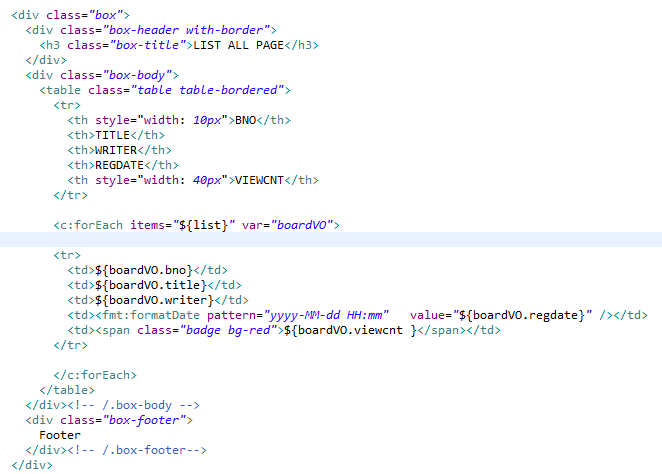 <div class="box">
<div class="box-header with-border">
<h3 class="box-title">LIST ALL PAGE</h3>
</div>
<div class="box-body">
<table class="table table-bordered">
<tr>
<th style="width: 10px">BNO</th>
<th>TITLE</th>
<th>WRITER</th>
<th>REGDATE</th>
<th style="width: 40px">VIEWCNT</th>
</tr>
<c:forEach items="${list}" var="boardVO">
<tr>
<td>${boardVO.bno}</td>
<td>${boardVO.title}</td>
<td>${boardVO.writer}</td>
<td><fmt:formatDate pattern="yyyy-MM-dd HH:mm"   value="${boardVO.regdate}" /></td>
<td><span class="badge bg-red">${boardVO.viewcnt }</span></td>
</tr>
</c:forEach>
</table>
</div><!-- /.box-body -->
<div class="box-footer">
Footer
</div><!-- /.box-footer-->
</div>